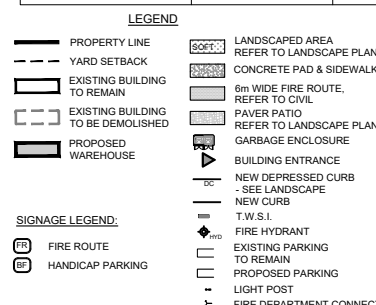 LEGEND
PROPERTY LINE
YARD SETBACK
EXISTING BUILDING
TO REMAIN
EXISTING BUILDING
TO BE DEMOLISHED
PROPOSED
WAREHOUSE
SIGNAGE LEGEND:
FR FIRE ROUTE
BF HANDICAP PARKING
SOFT LANDSCAPED AREA
REFER TO LANDSCAPE PLAN
CONCRETE PAD & SIDEWALK
6m WIDE FIRE ROUTE,
REFER TO CIVIL
PAVER PATIO
REFER TO LANDSCAPE PLAN
GARBAGE ENCLOSURE
BUILDING ENTRANCE
DC NEW DEPRESSED CURB
- SEE LANDSCAPE
NEW CURB
T.W.S.I.
HYD FIRE HYDRANT
EXISTING PARKING
TO REMAIN
PROPOSED PARKING
LIGHT POST
FIRE DEPARTMENT CONNECT